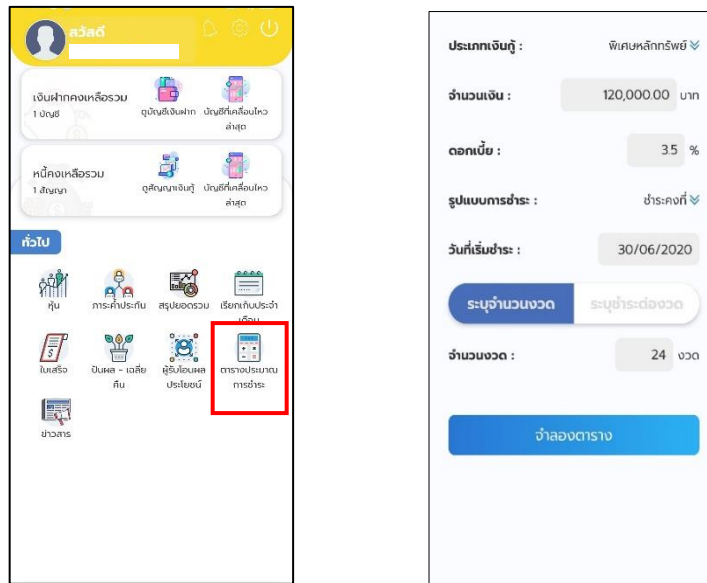 สวัสดี
เงินฝากคงเหลือรวม
1 บัญชี
ดูบัญชีเงินฝาก
บัญชีที่เคลื่อนไหว
ล่าสุด
หนี้คงเหลือรวม
1 สัญญา
ดูสัญญาเงินกู้
บัญชีที่เคลื่อนไหว
ล่าสุด
ทั่วไป
หุ้น
ภาระค้ำประกัน
สรุปยอดรวม
เรียกเก็บประจำ
เดือน
ใบเสร็จ
ปันผล - เฉลี่ย
คืน
ผู้รับโอนผล
ประโยชน์
ตารางประมาณ
การชำระ
ข่าวสาร
ประเภทเงินกู้ : พิเศษหลักทรัพย์
จำนวนเงิน : 120,000.00 บาท
ดอกเบี้ย : 3.5 %
รูปแบบการชำระ : ชำระคงที่
วันที่เริ่มชำระ : 30/06/2020
ระบุจำนวนงวด ระบุชำระต่องวด
จำนวนงวด : 24 งวด
จำลองตาราง